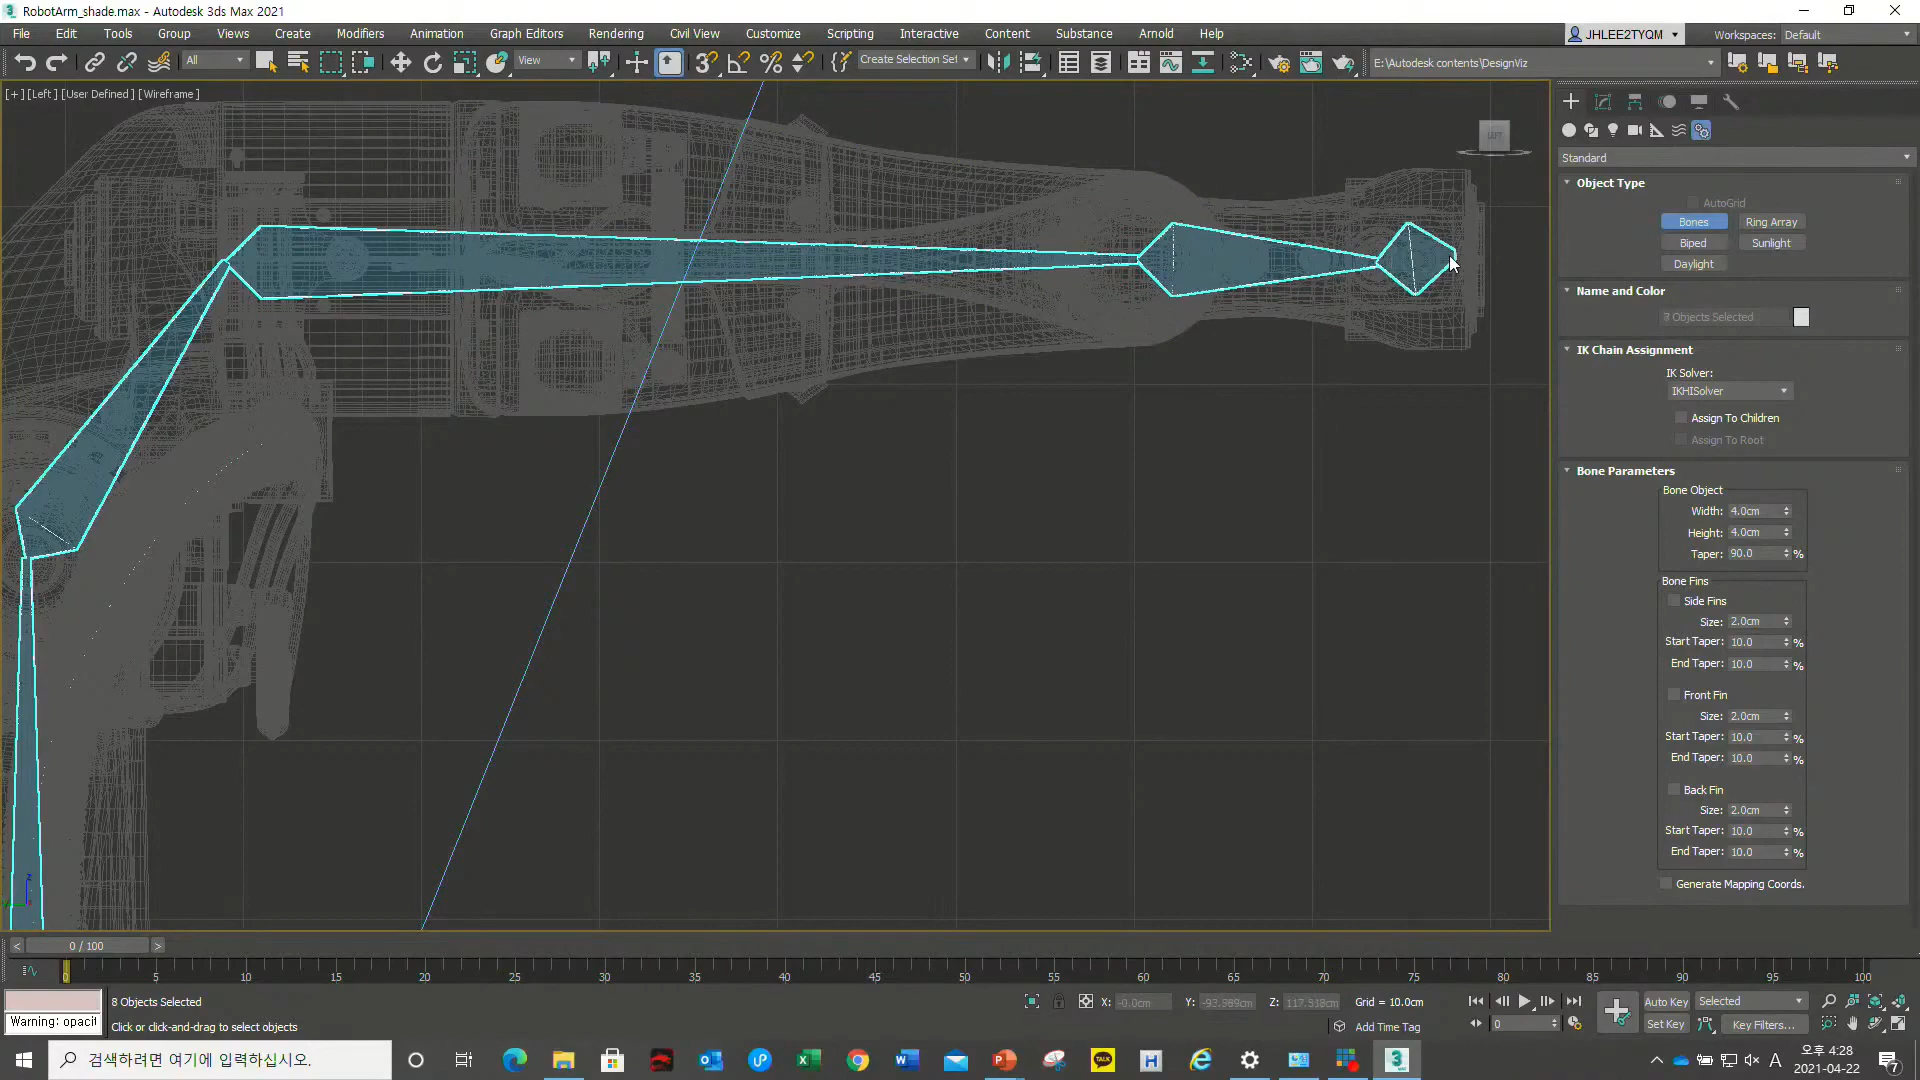 RobotArm_shade.max - Autodesk 3ds Max 2021
File Edit Tools Group Views Create Modifiers Animation Graph Editors Rendering Civil View Customize Scripting Interactive Content Substance Arnold Help
JHLEE2TYQM Workspaces: Default
All View Create Selection Set E:\Autodesk contents\DesignViz
[+] [Left] [User Defined] [Wireframe]
LEFT
Standard
Object Type
AutoGrid
Bones Ring Array
Biped Sunlight
Daylight
Name and Color
8 Objects Selected
IK Chain Assignment
IK Solver:
IKHISolver
Assign To Children
Assign To Root
Bone Parameters
Bone Object
Width: 4.0cm
Height: 4.0cm
Taper: 90.0 %
Bone Fins
Side Fins
Size: 2.0cm
Start Taper: 10.0 %
End Taper: 10.0 %
Front Fin
Size: 2.0cm
Start Taper: 10.0 %
End Taper: 10.0 %
Back Fin
Size: 2.0cm
Start Taper: 10.0 %
End Taper: 10.0 %
Generate Mapping Coords.
< 0 / 100 >
0 5 10 15 20 25 30 35 40 45 50 55 60 65 70 75 80 85 90 95 100
8 Objects Selected X: -0.0cm Y: -93.989cm Z: 117.318cm Grid = 10.0cm Auto Key Selected
Warning: opacit Click or click-and-drag to select objects Add Time Tag 0 Set Key Key Filters...
검색하려면 여기에 입력하십시오.
A 오후 4:28
2021-04-22
7